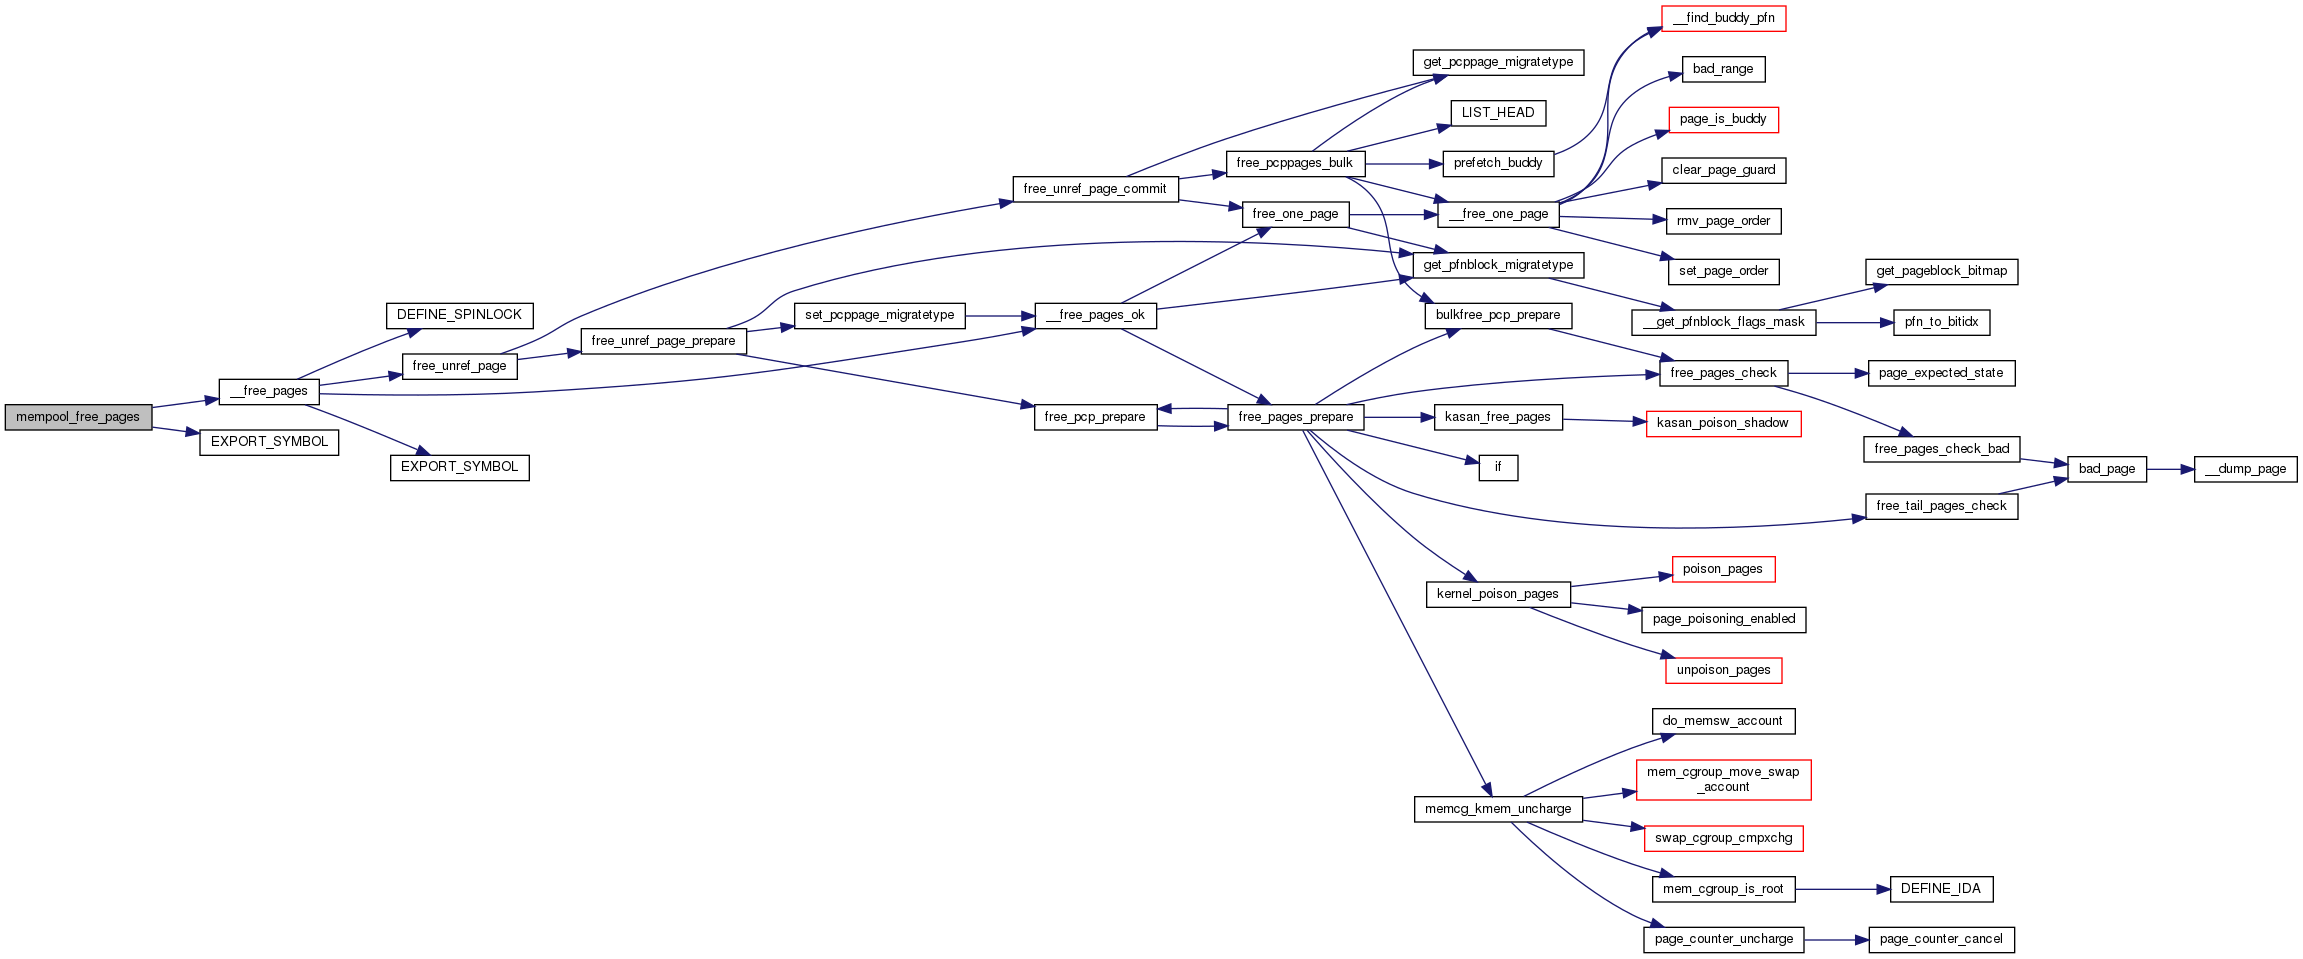 mempool_free_pages
__free_pages
EXPORT_SYMBOL
DEFINE_SPINLOCK
free_unref_page
EXPORT_SYMBOL
free_unref_page_prepare
set_pcppage_migratetype
free_unref_page_commit
__free_pages_ok
free_pcp_prepare
free_pcppages_bulk
free_one_page
free_pages_prepare
get_pcppage_migratetype
LIST_HEAD
prefetch_buddy
__free_one_page
get_pfnblock_migratetype
bulkfree_pcp_prepare
kasan_free_pages
if
kernel_poison_pages
memcg_kmem_uncharge
__find_buddy_pfn
bad_range
page_is_buddy
clear_page_guard
rmv_page_order
set_page_order
__get_pfnblock_flags_mask
free_pages_check
kasan_poison_shadow
poison_pages
page_poisoning_enabled
unpoison_pages
do_memsw_account
mem_cgroup_move_swap
_account
swap_cgroup_cmpxchg
mem_cgroup_is_root
page_counter_uncharge
get_pageblock_bitmap
pfn_to_bitidx
page_expected_state
free_pages_check_bad
free_tail_pages_check
DEFINE_IDA
page_counter_cancel
bad_page
__dump_page